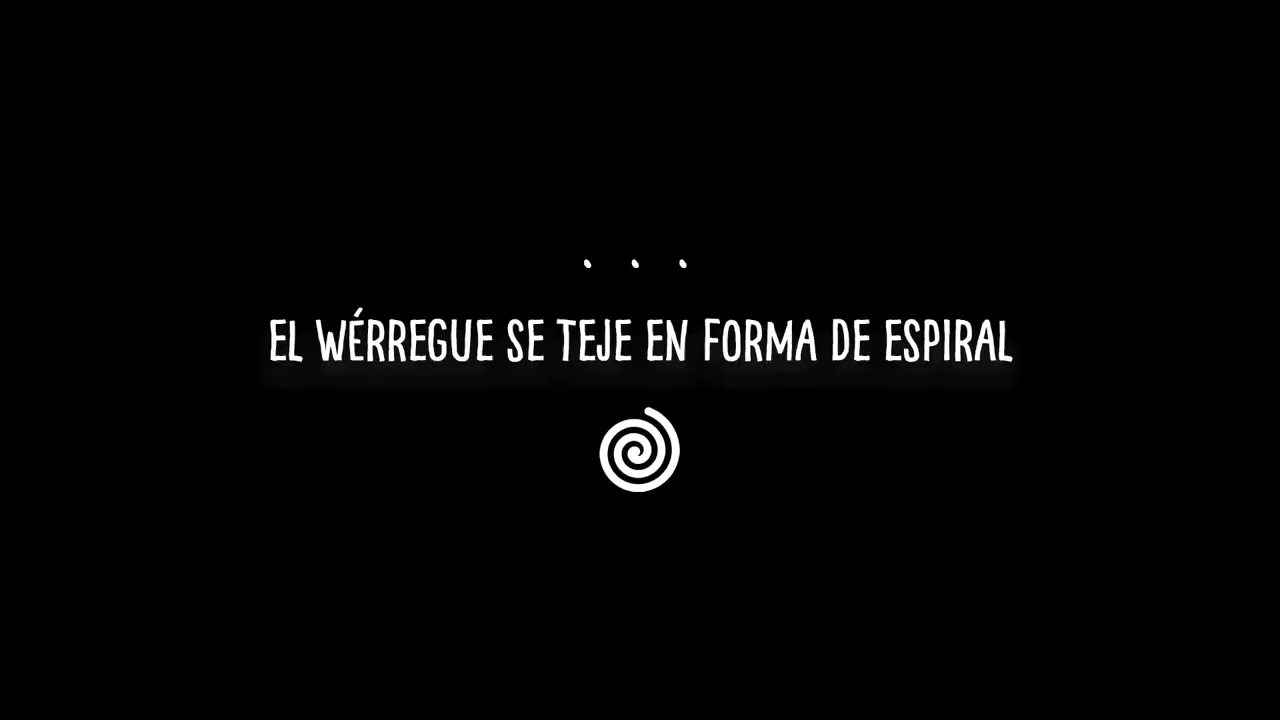 . . .
EL WÉRREGUE SE TEJE EN FORMA DE ESPIRAL